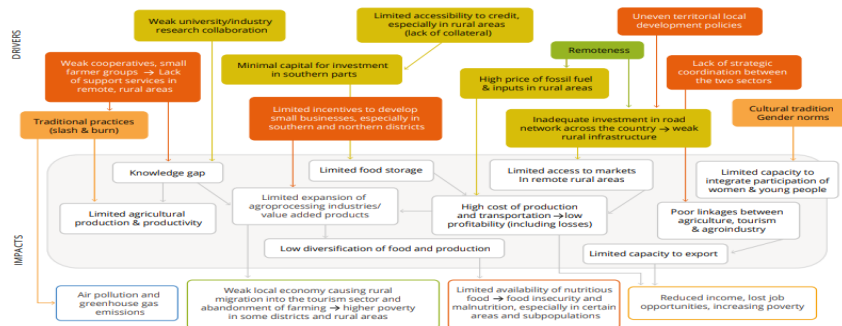 DRIVERS
Weak university/industry
research collaboration
Limited accessibility to credit,
especially in rural areas
(lack of collateral)
Uneven territorial local
development policies
Remoteness
Weak cooperatives, small
farmer groups → Lack
of support services in
remote, rural areas
Minimal capital for investment
in southern parts
High price of fossil fuel
& inputs in rural areas
Lack of strategic
coordination between
the two sectors
Traditional practices
(slash & burn)
Limited incentives to develop
small businesses, especially in
southern and northern districts
Inadequate investment in road
network across the country → weak
rural infrastructure
Cultural tradition
Gender norms
Knowledge gap
Limited food storage
Limited access to markets
In remote rural areas
Limited capacity to
integrate participation of
women & young people
Limited agricultural
production & productivity
Limited expansion of
agroprocessing industries/
value added products
High cost of production
and transportation → low
profitability (including losses)
Poor linkages between
agriculture, tourism
& agroindustry
Low diversification of food and production
Limited capacity to export
IMPACTS
Air pollution and
greenhouse gas
emissions
Weak local economy causing rural
migration into the tourism sector and
abandonment of farming → higher poverty
in some districts and rural areas
Limited availability of nutritious
food → food insecurity and
malnutrition, especially in certain
areas and subpopulations
Reduced income, lost job
opportunities, increasing poverty